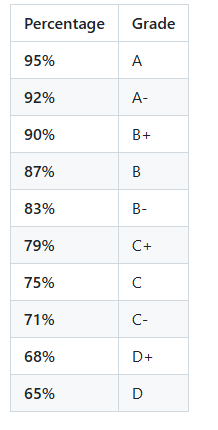 Percentage Grade
95% A
92% A-
90% B+
87% B
83% B-
79% C+
75% C
71% C-
68% D+
65% D